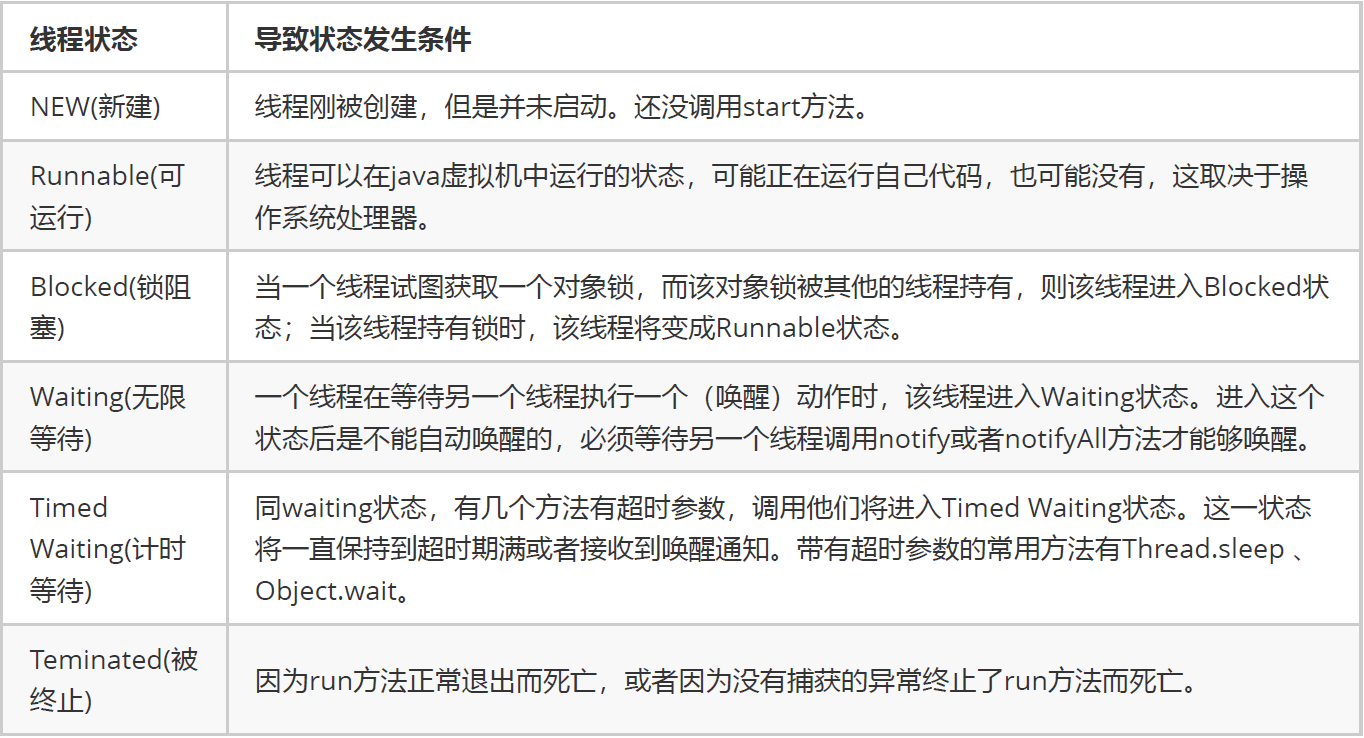 线程状态
导致状态发生条件
NEW(新建)
线程刚被创建，但是并未启动。还没调用start方法。
Runnable(可
运行)
线程可以在java虚拟机中运行的状态，可能正在运行自己代码，也可能没有，这取决于操
作系统处理器。
Blocked(锁阻
塞)
当一个线程试图获取一个对象锁，而该对象锁被其他的线程持有，则该线程进入Blocked状
态；当该线程持有锁时，该线程将变成Runnable状态。
Waiting(无限
等待)
一个线程在等待另一个线程执行一个（唤醒）动作时，该线程进入Waiting状态。进入这个
状态后是不能自动唤醒的，必须等待另一个线程调用notify或者notifyAll方法才能够唤醒。
Timed
Waiting(计时
等待)
同waiting状态，有几个方法有超时参数，调用他们将进入Timed Waiting状态。这一状态
将一直保持到超时期满或者接收到唤醒通知。带有超时参数的常用方法有Thread.sleep 、
Object.wait。
Teminated(被
终止)
因为run方法正常退出而死亡，或者因为没有捕获的异常终止了run方法而死亡。